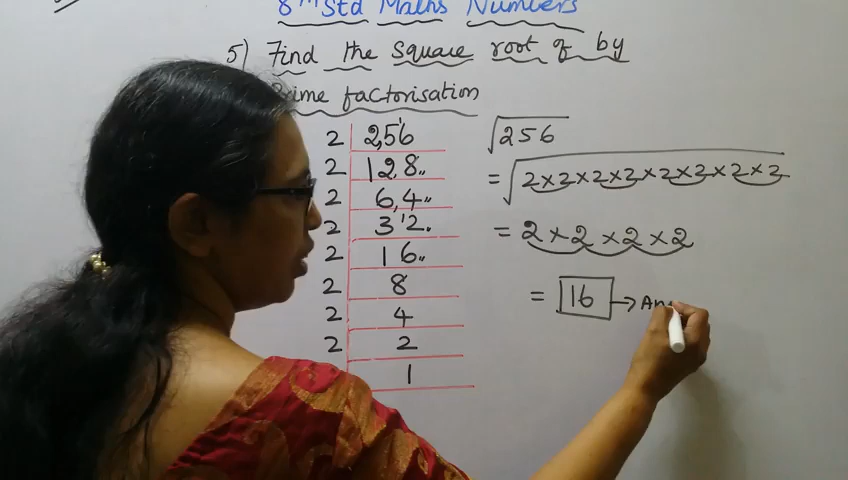 8th Std Maths Numbers
5) Find the square root of by
Prime factorisation
2 | 256
2 | 128
2 | 64
2 | 32
2 | 16
2 | 8
2 | 4
2 | 2
1
√256
= √2×2×2×2×2×2×2×2
= 2×2×2×2
= 16 → An